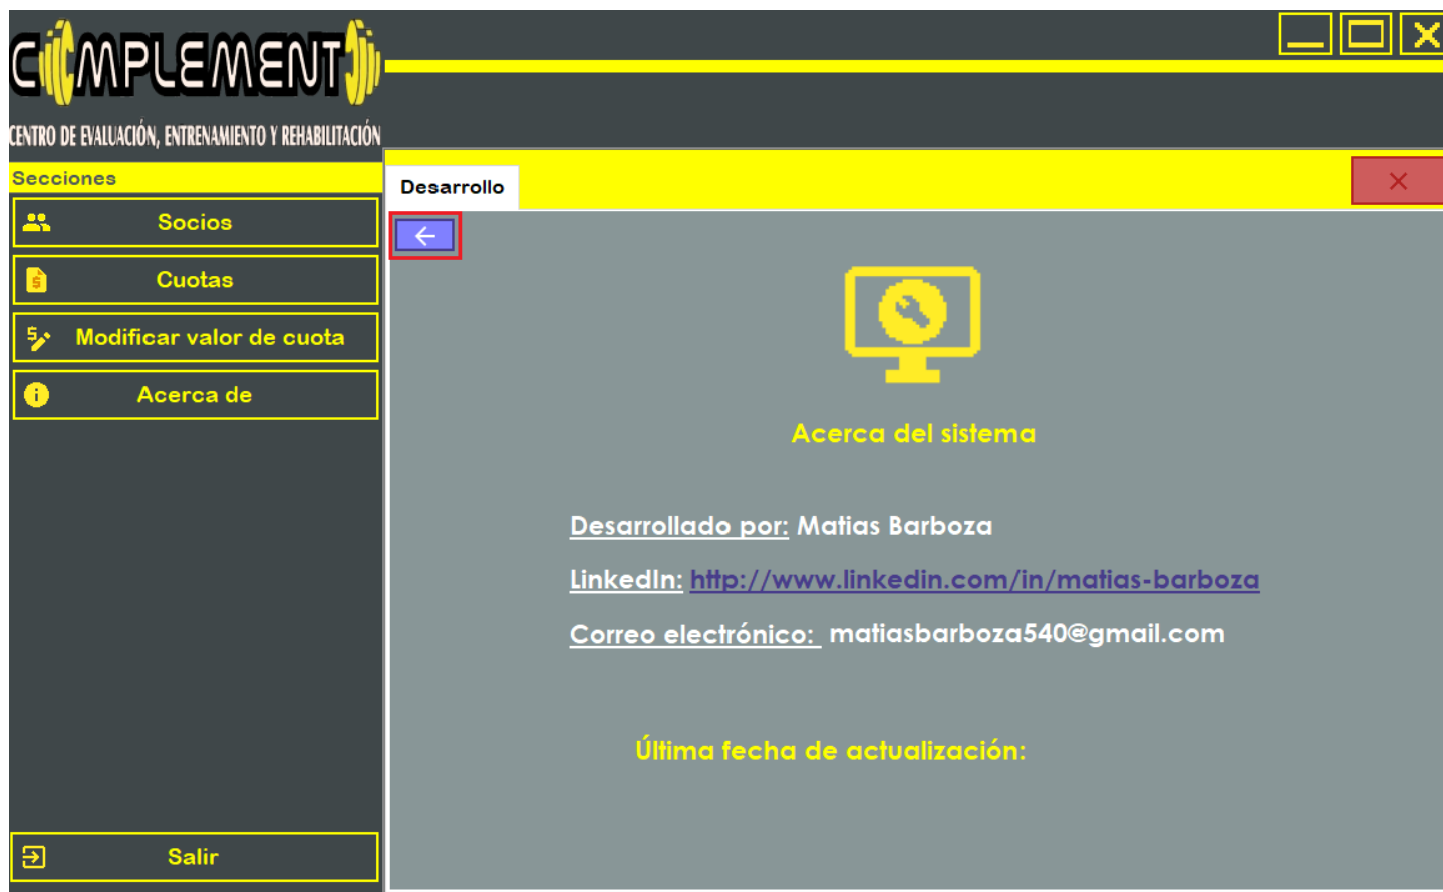 COMPLEMENTO
CENTRO DE EVALUACIÓN, ENTRENAMIENTO Y REHABILITACIÓN
Secciones
Socios
Cuotas
Modificar valor de cuota
Acerca de
Salir
Desarrollo
Acerca del sistema
Desarrollado por: Matias Barboza
LinkedIn: http://www.linkedin.com/in/matias-barboza
Correo electrónico: matiasbarboza540@gmail.com
Última fecha de actualización: